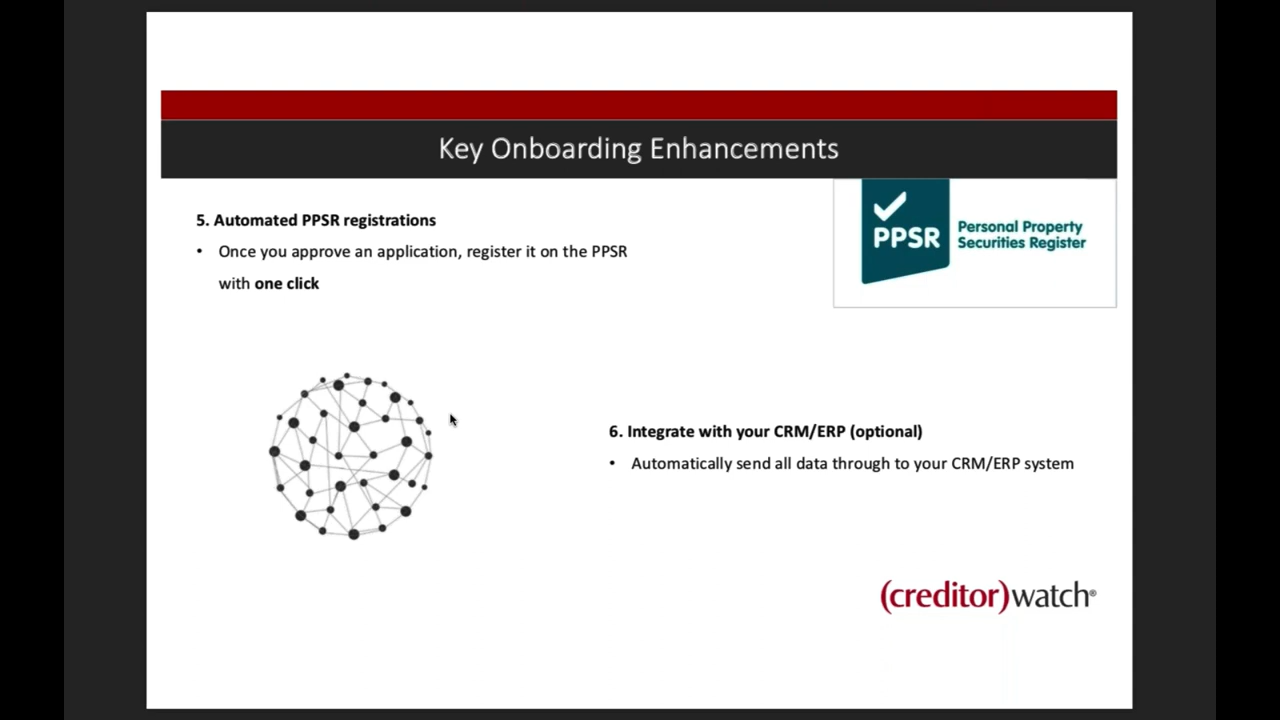 Key Onboarding Enhancements
5. Automated PPSR registrations
• Once you approve an application, register it on the PPSR
with one click
PPSR
Personal Property
Securities Register
6. Integrate with your CRM/ERP (optional)
• Automatically send all data through to your CRM/ERP system
(creditor)watch®